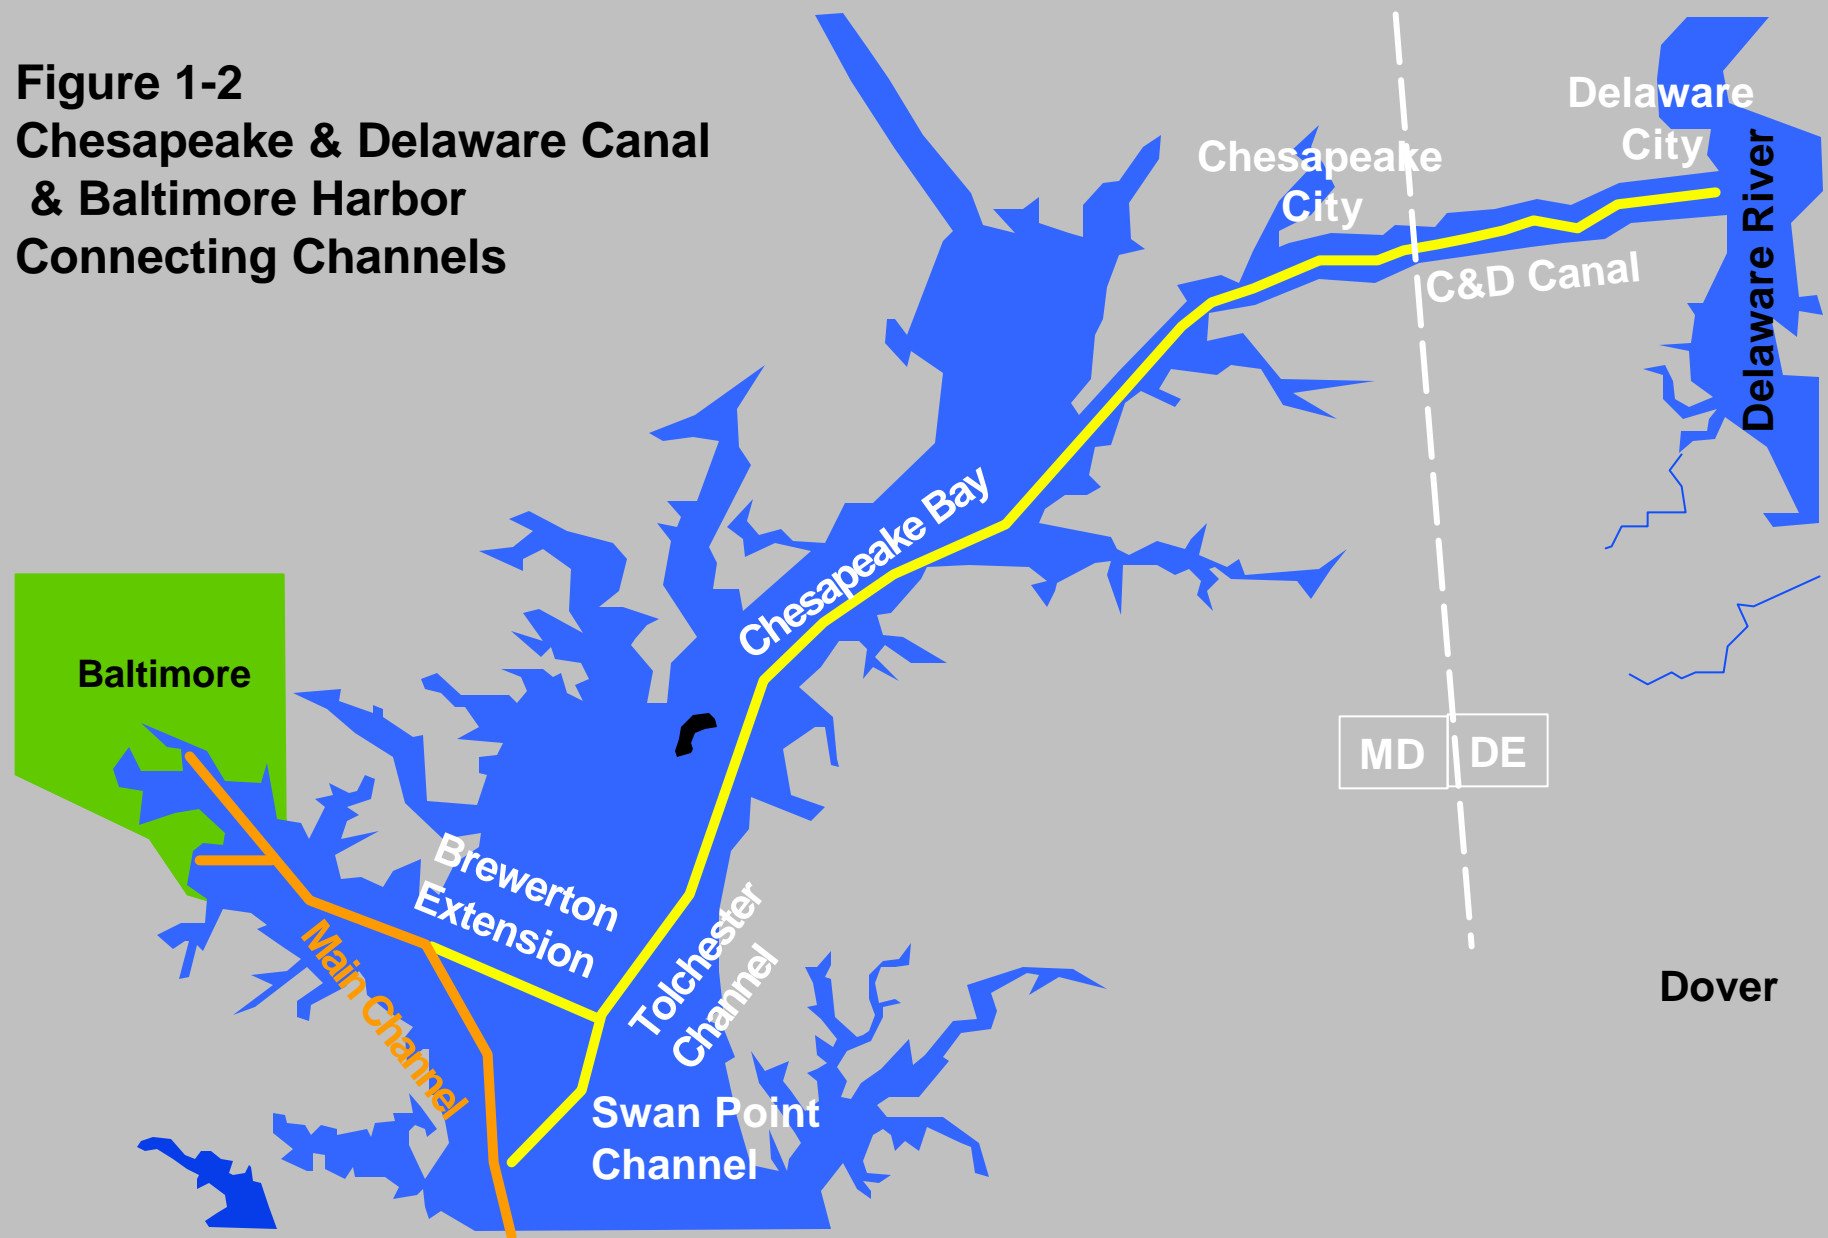 Figure 1-2
Chesapeake & Delaware Canal
& Baltimore Harbor
Connecting Channels
Delaware
City
Chesapeake
City
Delaware River
C&D Canal
Chesapeake Bay
Baltimore
MD
DE
Brewerton
Extension
Tolchester
Channel
Main Channel
Dover
Swan Point
Channel